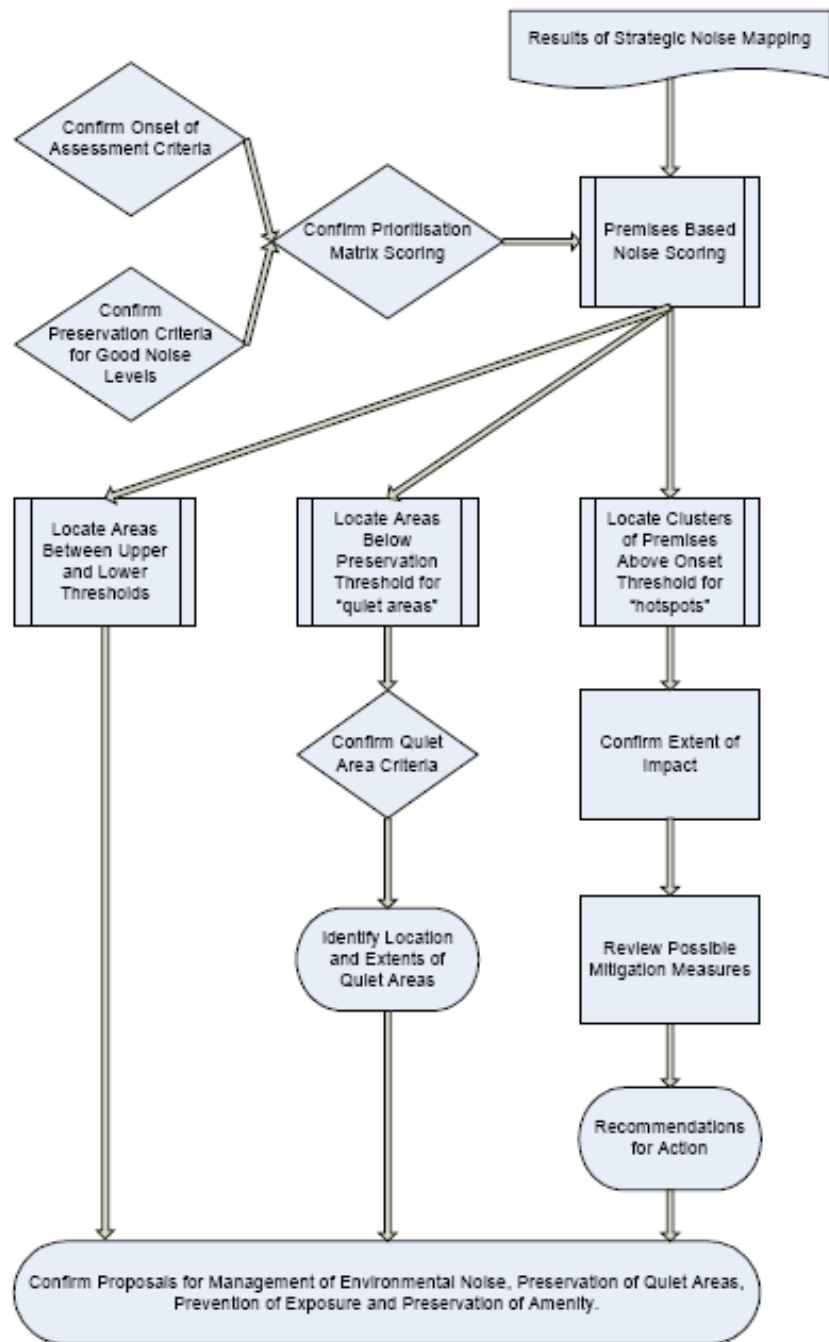 Results of Strategic Noise Mapping
Confirm Onset of
Assessment Criteria
Confirm Prioritisation
Matrix Scoring
Premises Based
Noise Scoring
Confirm
Preservation Criteria
for Good Noise
Levels
Locate Areas
Between Upper
and Lower
Thresholds
Locate Areas
Below
Preservation
Threshold for
"quiet areas"
Locate Clusters
of Premises
Above Onset
Threshold for
"hotspots"
Confirm Quiet
Area Criteria
Confirm Extent of
Impact
Identify Location
and Extents of
Quiet Areas
Review Possible
Mitigation Measures
Recommendations
for Action
Confirm Proposals for Management of Environmental Noise, Preservation of Quiet Areas,
Prevention of Exposure and Preservation of Amenity.